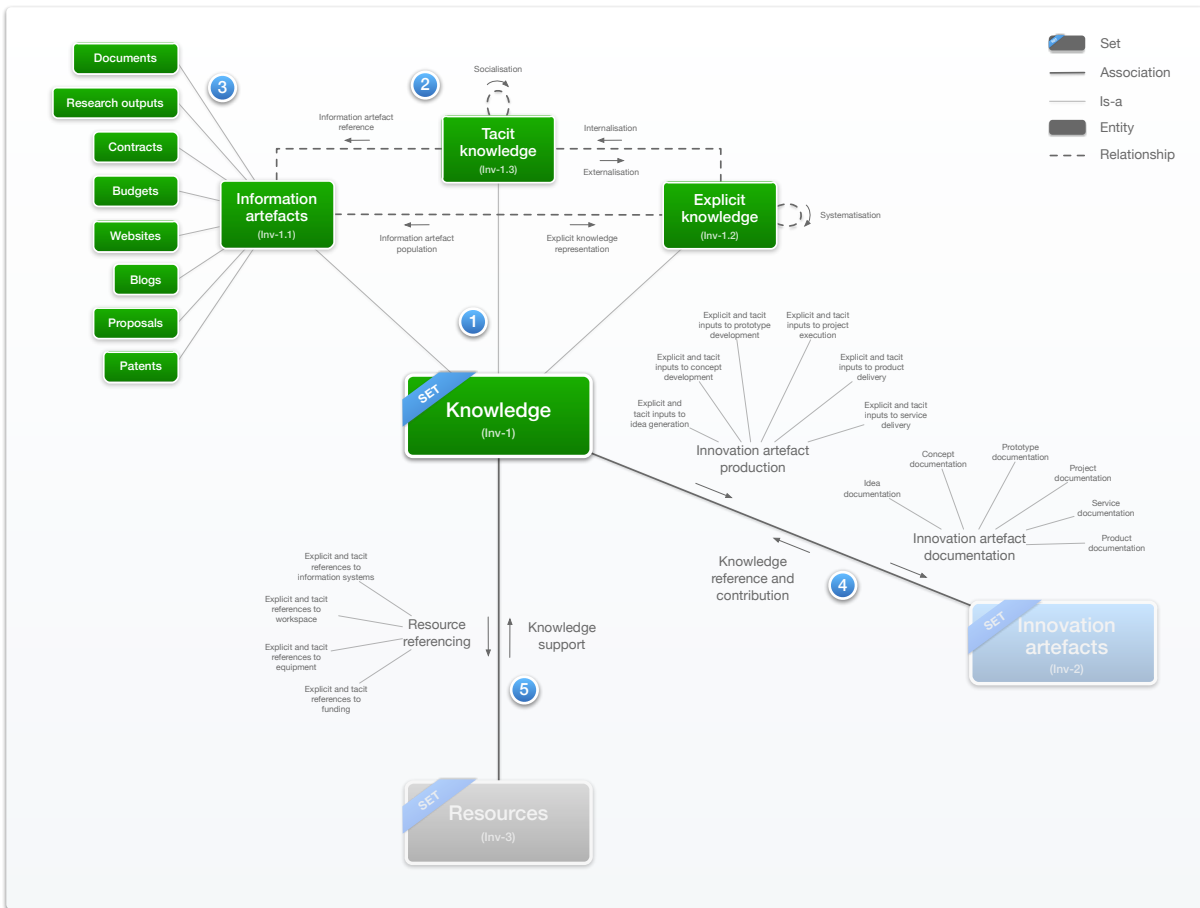 Documents
Research outputs
Contracts
Budgets
Websites
Blogs
Proposals
Patents
3
2
Socialisation
Information artefact
reference
Tacit
knowledge
(Inv-1.3)
Internalisation
Externalisation
Information
artefacts
(Inv-1.1)
Explicit
knowledge
(Inv-1.2)
Systematisation
Information artefact
population
Explicit knowledge
representation
Set
Association
Is-a
Entity
Relationship
1
SET
Knowledge
(Inv-1)
Explicit and tacit
inputs to prototype
development
Explicit and tacit
inputs to project
execution
Explicit and tacit
inputs to concept
development
Explicit and tacit
inputs to product
delivery
Explicit and
tacit inputs to
idea generation
Explicit and tacit
inputs to service
delivery
Innovation artefact
production
Concept
documentation
Prototype
documentation
Idea
documentation
Project
documentation
Service
documentation
Product
documentation
Innovation artefact
documentation
Knowledge
reference and
contribution
4
SET
Innovation
artefacts
(Inv-2)
Explicit and tacit
references to
information systems
Explicit and tacit
references to
workspace
Explicit and tacit
references to
equipment
Explicit and tacit
references to
funding
Resource
referencing
Knowledge
support
5
SET
Resources
(Inv-3)